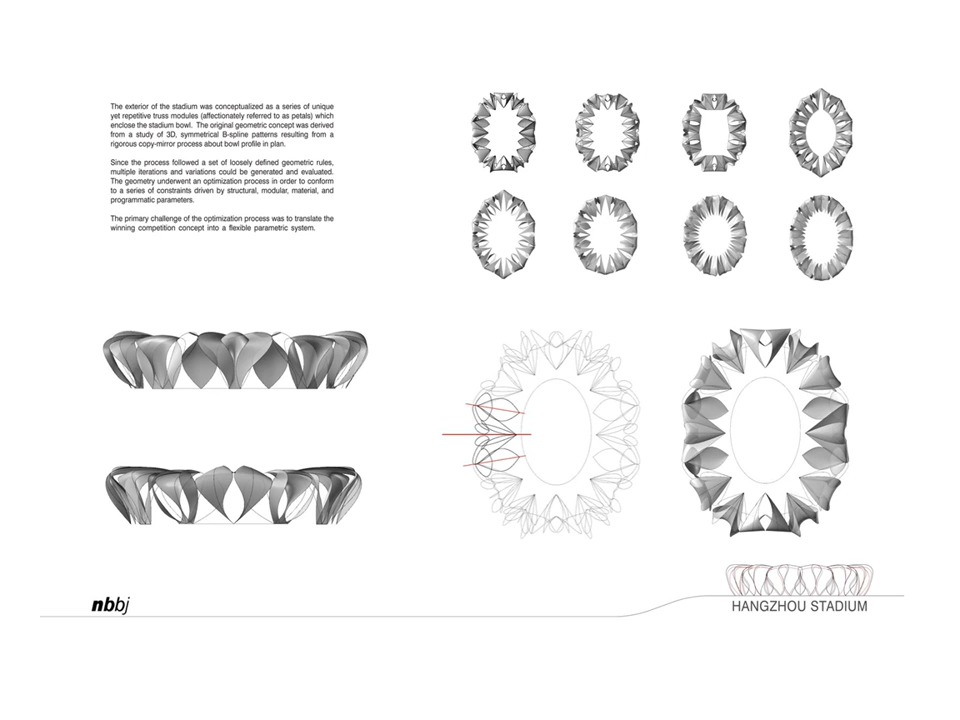 The exterior of the stadium was conceptualized as a series of unique
yet repetitive truss modules (affectionately referred to as petals) which
enclose the stadium bowl. The original geometric concept was derived
from a study of 3D, symmetrical B-spline patterns resulting from a
rigorous copy-mirror process about bowl profile in plan.
Since the process followed a set of loosely defined geometric rules,
multiple iterations and variations could be generated and evaluated.
The geometry underwent an optimization process in order to conform
to a series of constraints driven by structural, modular, material, and
programmatic parameters.
The primary challenge of the optimization process was to translate the
winning competition concept into a flexible parametric system.
nbbj
HANGZHOU STADIUM